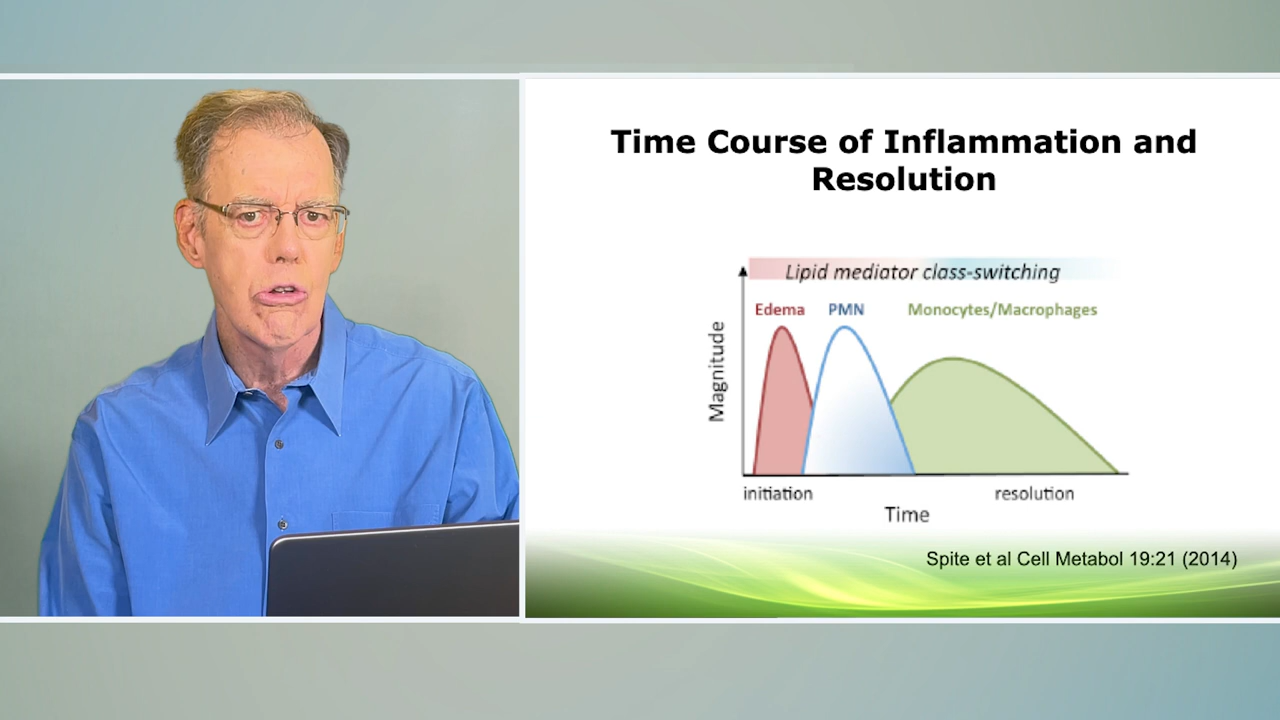 Time Course of Inflammation and
Resolution
Lipid mediator class-switching
Edema PMN Monocytes/Macrophages
Magnitude
initiation resolution
Time
Spite et al Cell Metabol 19:21 (2014)